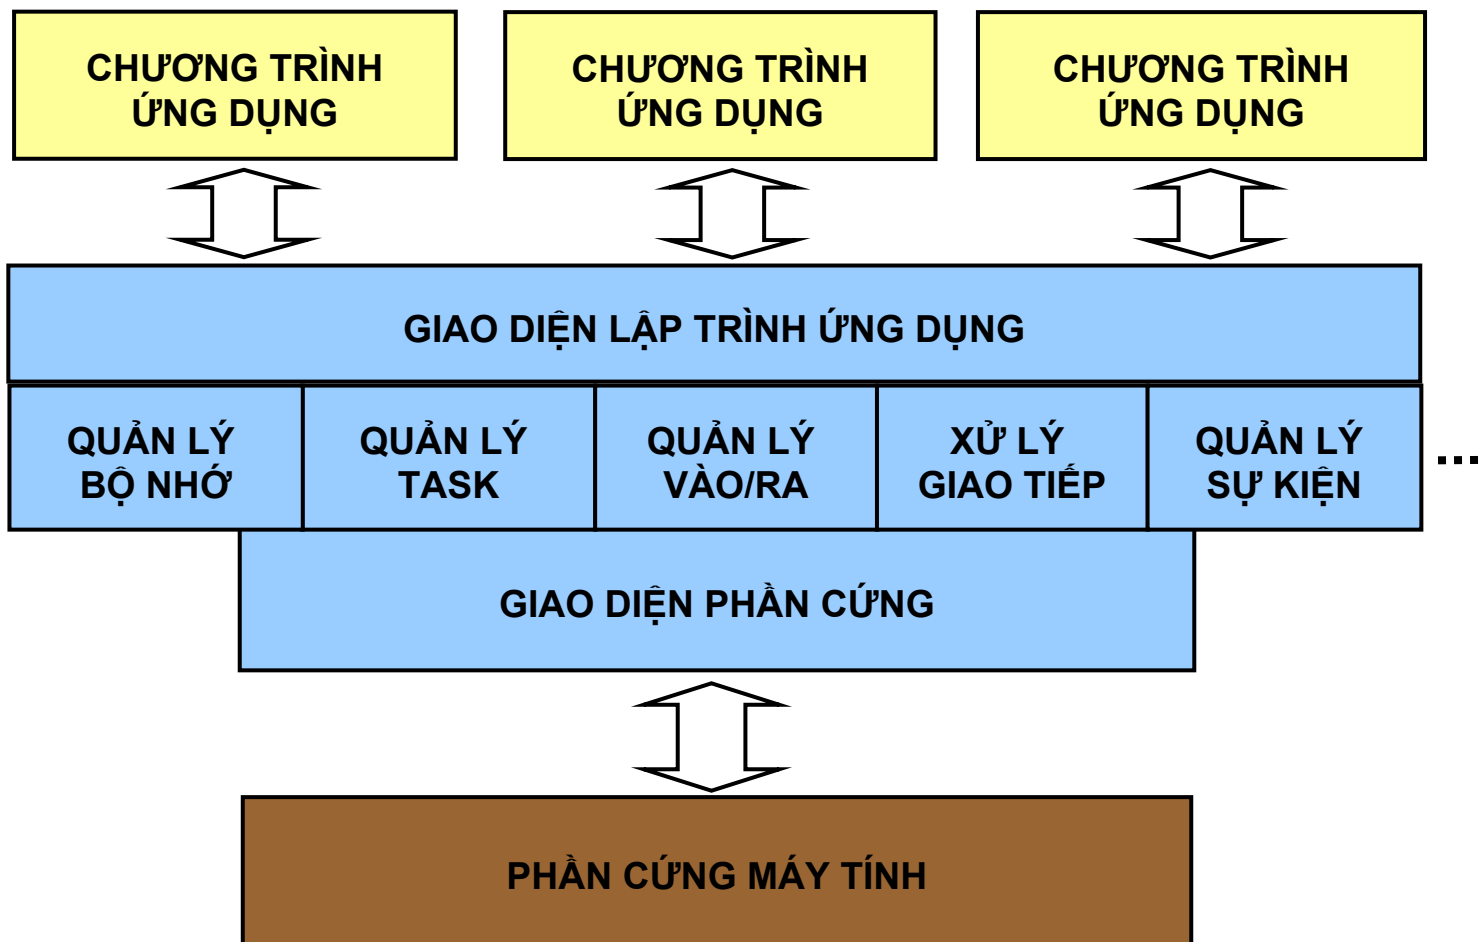 CHƯƠNG TRÌNH
ỨNG DỤNG
CHƯƠNG TRÌNH
ỨNG DỤNG
CHƯƠNG TRÌNH
ỨNG DỤNG
GIAO DIỆN LẬP TRÌNH ỨNG DỤNG
QUẢN LÝ
BỘ NHỚ
QUẢN LÝ
TASK
QUẢN LÝ
VÀO/RA
XỬ LÝ
GIAO TIẾP
QUẢN LÝ
SỰ KIỆN
...
GIAO DIỆN PHẦN CỨNG
PHẦN CỨNG MÁY TÍNH